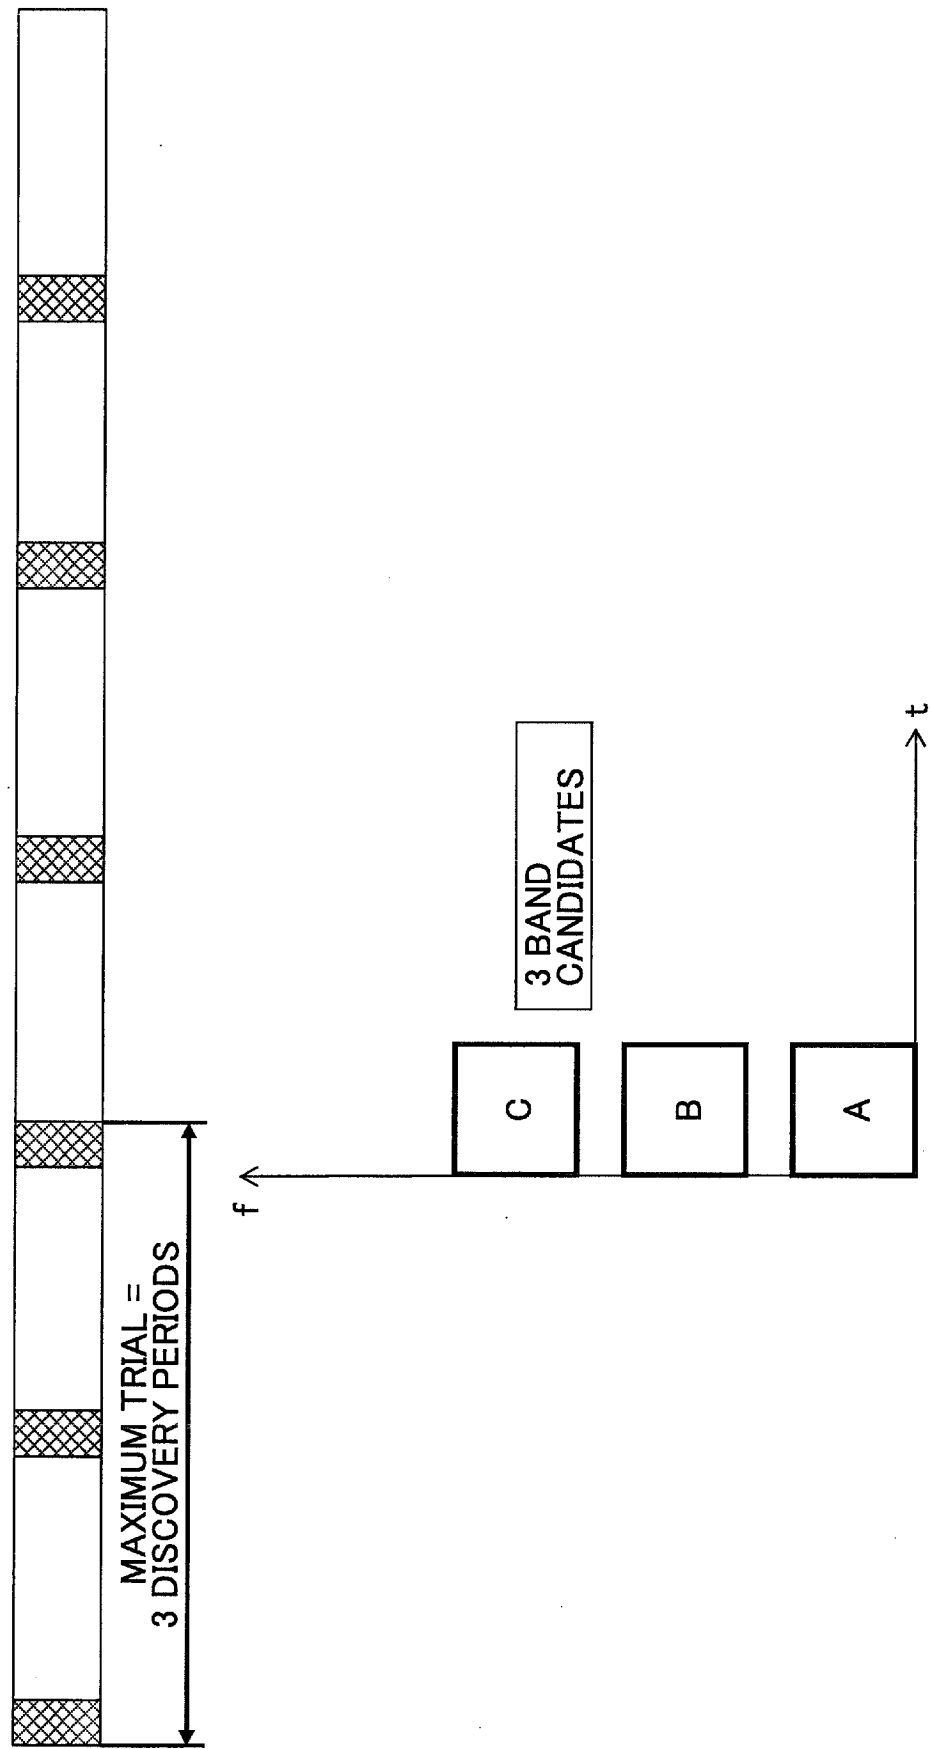 MAXIMUM TRIAL =
3 DISCOVERY PERIODS
f
C
B
A
3 BAND
CANDIDATES
t